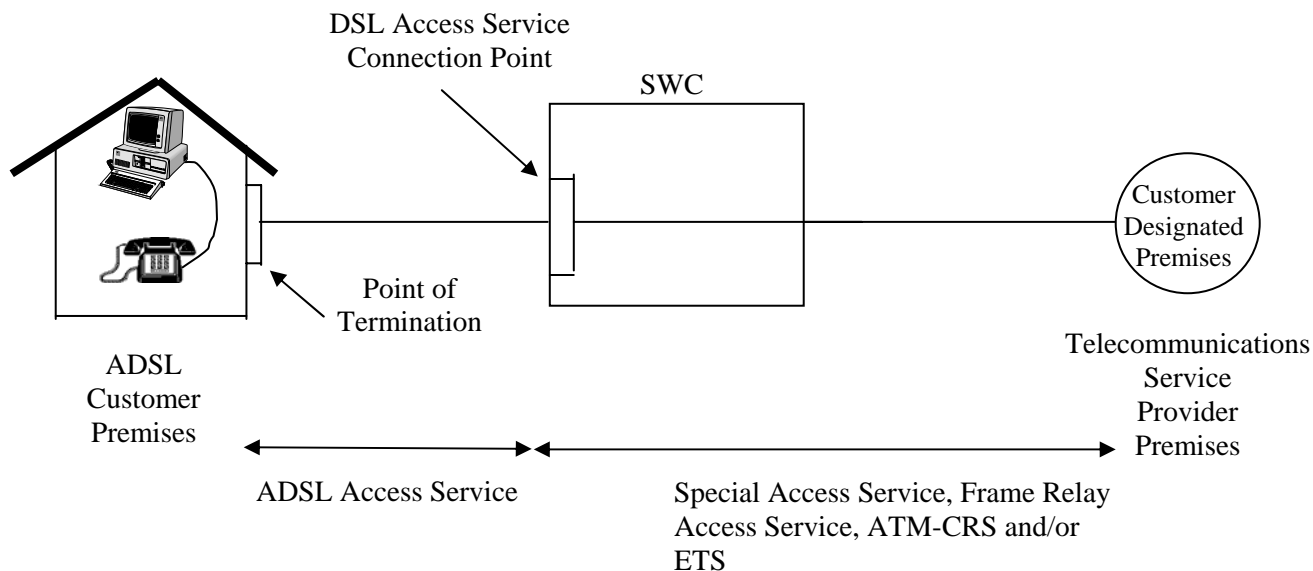 DSL Access Service
Connection Point
SWC
Customer
Designated
Premises
Point of
Termination
ADSL
Customer
Premises
Telecommunications
Service
Provider
Premises
ADSL Access Service
Special Access Service, Frame Relay
Access Service, ATM-CRS and/or
ETS